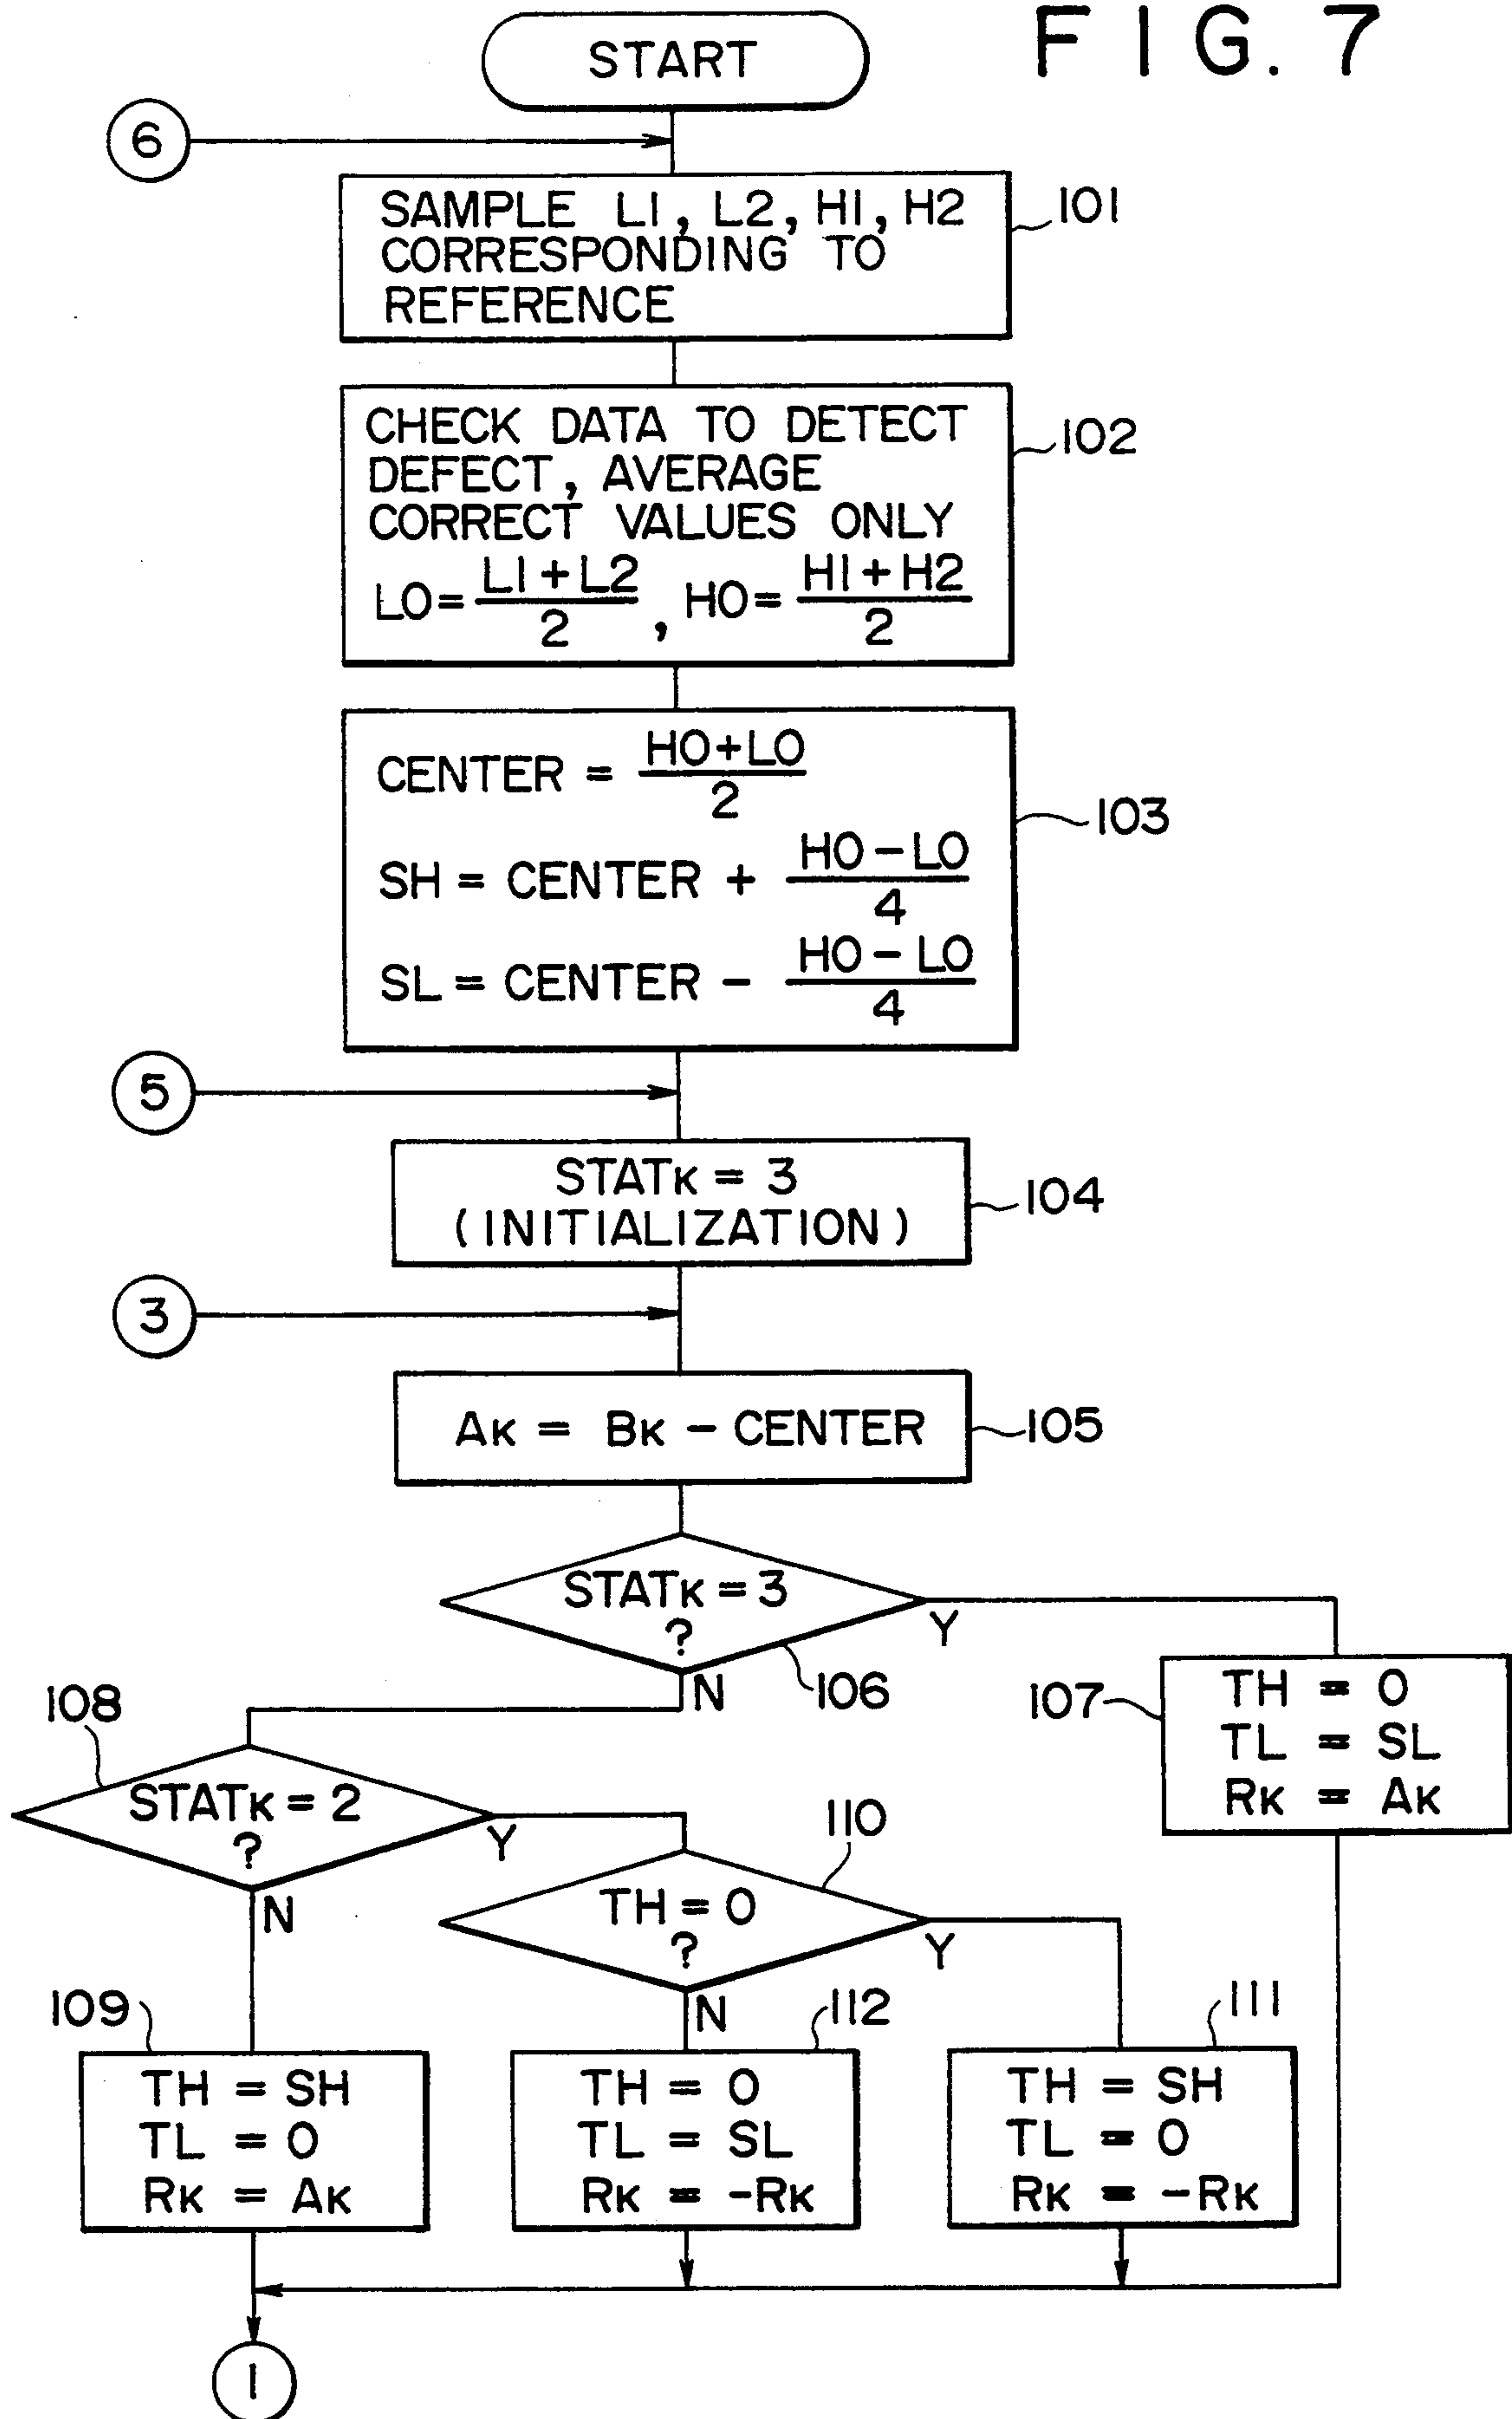 FIG. 7
START
6
SAMPLE L1, L2, H1, H2
CORRESPONDING TO
REFERENCE
101
CHECK DATA TO DETECT
DEFECT, AVERAGE
CORRECT VALUES ONLY
L0 = (L1 + L2)/2 , H0 = (H1 + H2)/2
102
CENTER = (H0+L0)/2
SH = CENTER + (H0 - L0)/4
SL = CENTER - (H0 - L0)/4
103
5
STATK = 3
(INITIALIZATION)
104
3
AK = BK - CENTER
105
STATK = 3
?
Y
N
106
107
TH = 0
TL = SL
RK = AK
108
STATK = 2
?
Y
N
110
TH = 0
?
Y
N
109
TH = SH
TL = 0
RK = AK
112
TH = 0
TL = SL
RK = -RK
111
TH = SH
TL = 0
RK = -RK
1